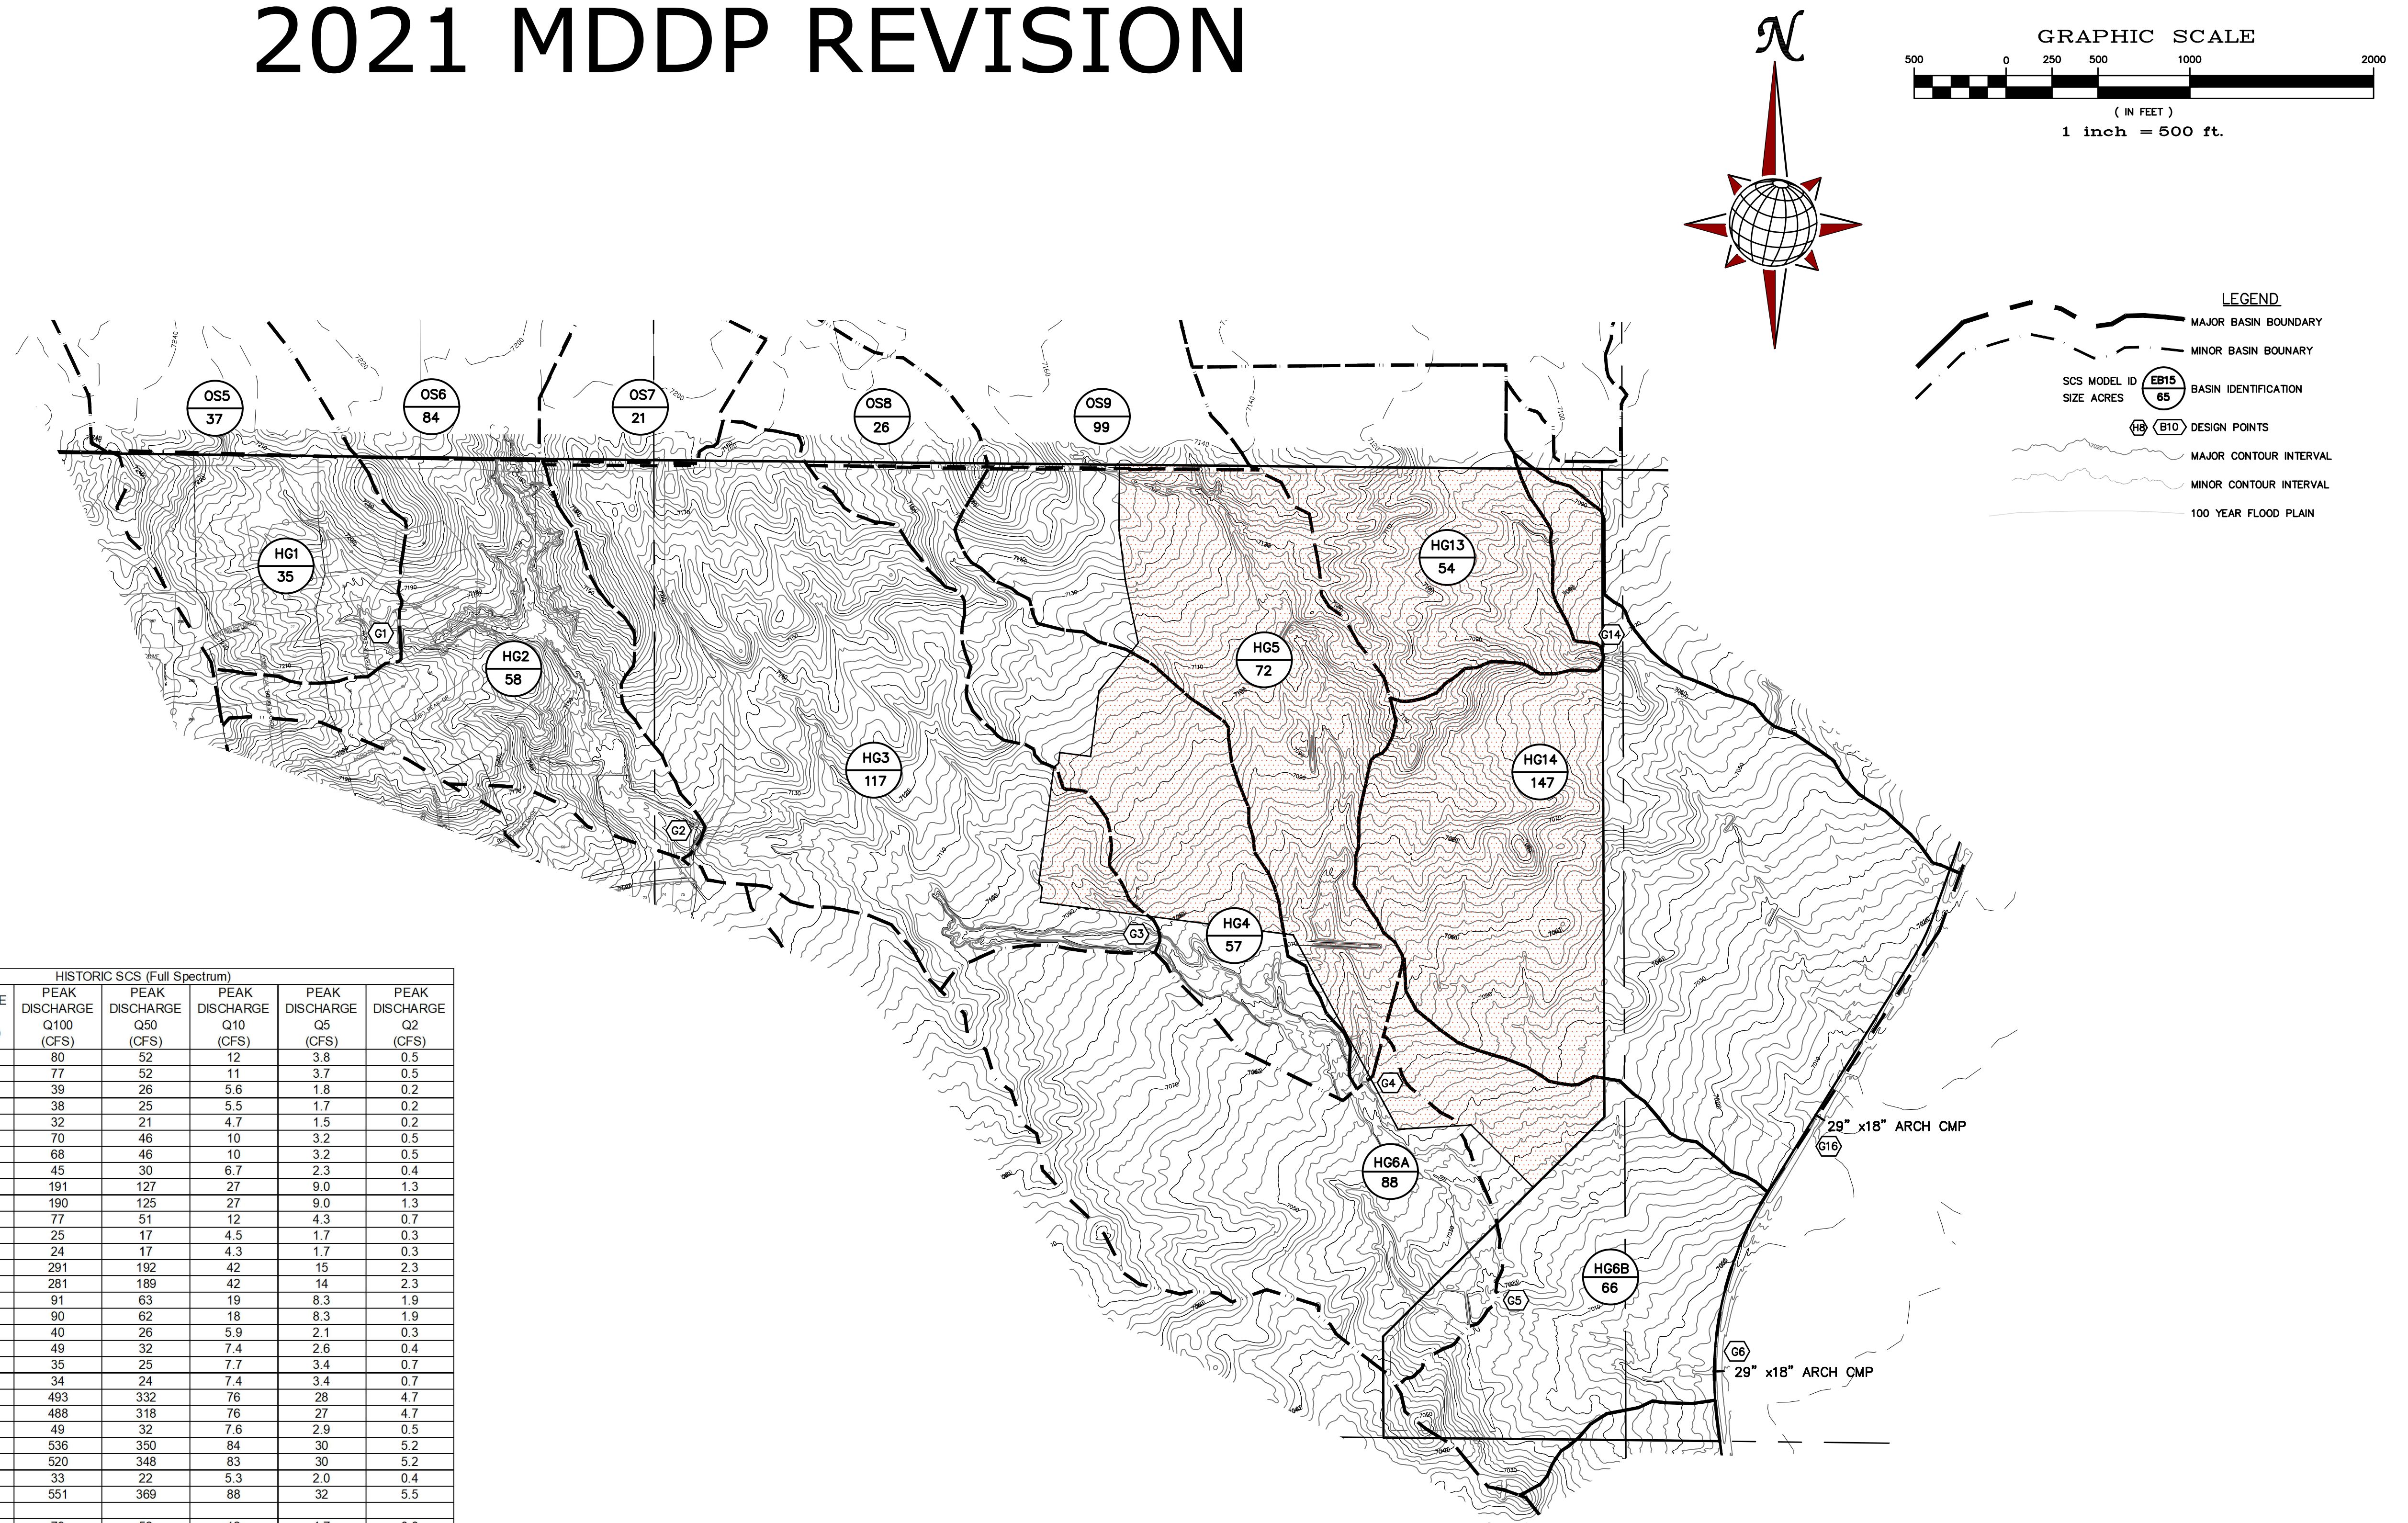 2021 MDDP REVISION
N
GRAPHIC SCALE
500 0 250 500 1000 2000
( IN FEET )
1 inch = 500 ft.
LEGEND
MAJOR BASIN BOUNDARY
MINOR BASIN BOUNARY
SCS MODEL ID
SIZE ACRES
EB15
65
BASIN IDENTIFICATION
H8 B10 DESIGN POINTS
MAJOR CONTOUR INTERVAL
MINOR CONTOUR INTERVAL
100 YEAR FLOOD PLAIN
OS5
37
OS6
84
OS7
21
OS8
26
OS9
99
HG1
35
HG2
58
HG3
117
HG4
57
HG5
72
HG13
54
HG14
147
HG6A
88
HG6B
66
G1
G2
G3
G4
G5
G6
G14
G16
29" x18" ARCH CMP
29" x18" ARCH CMP
HISTORIC SCS (Full Spectrum)
PEAK PEAK PEAK PEAK PEAK
DISCHARGE DISCHARGE DISCHARGE DISCHARGE DISCHARGE
Q100 Q50 Q10 Q5 Q2
(CFS) (CFS) (CFS) (CFS) (CFS)
80 52 12 3.8 0.5
77 52 11 3.7 0.5
39 26 5.6 1.8 0.2
38 25 5.5 1.7 0.2
32 21 4.7 1.5 0.2
70 46 10 3.2 0.5
68 46 10 3.2 0.5
45 30 6.7 2.3 0.4
191 127 27 9.0 1.3
190 125 27 9.0 1.3
77 51 12 4.3 0.7
25 17 4.5 1.7 0.3
24 17 4.3 1.7 0.3
291 192 42 15 2.3
281 189 42 14 2.3
91 63 19 8.3 1.9
90 62 18 8.3 1.9
40 26 5.9 2.1 0.3
49 32 7.4 2.6 0.4
35 25 7.7 3.4 0.7
34 24 7.4 3.4 0.7
493 332 76 28 4.7
488 318 76 27 4.7
49 32 7.6 2.9 0.5
536 350 84 30 5.2
520 348 83 30 5.2
33 22 5.3 2.0 0.4
551 369 88 32 5.5